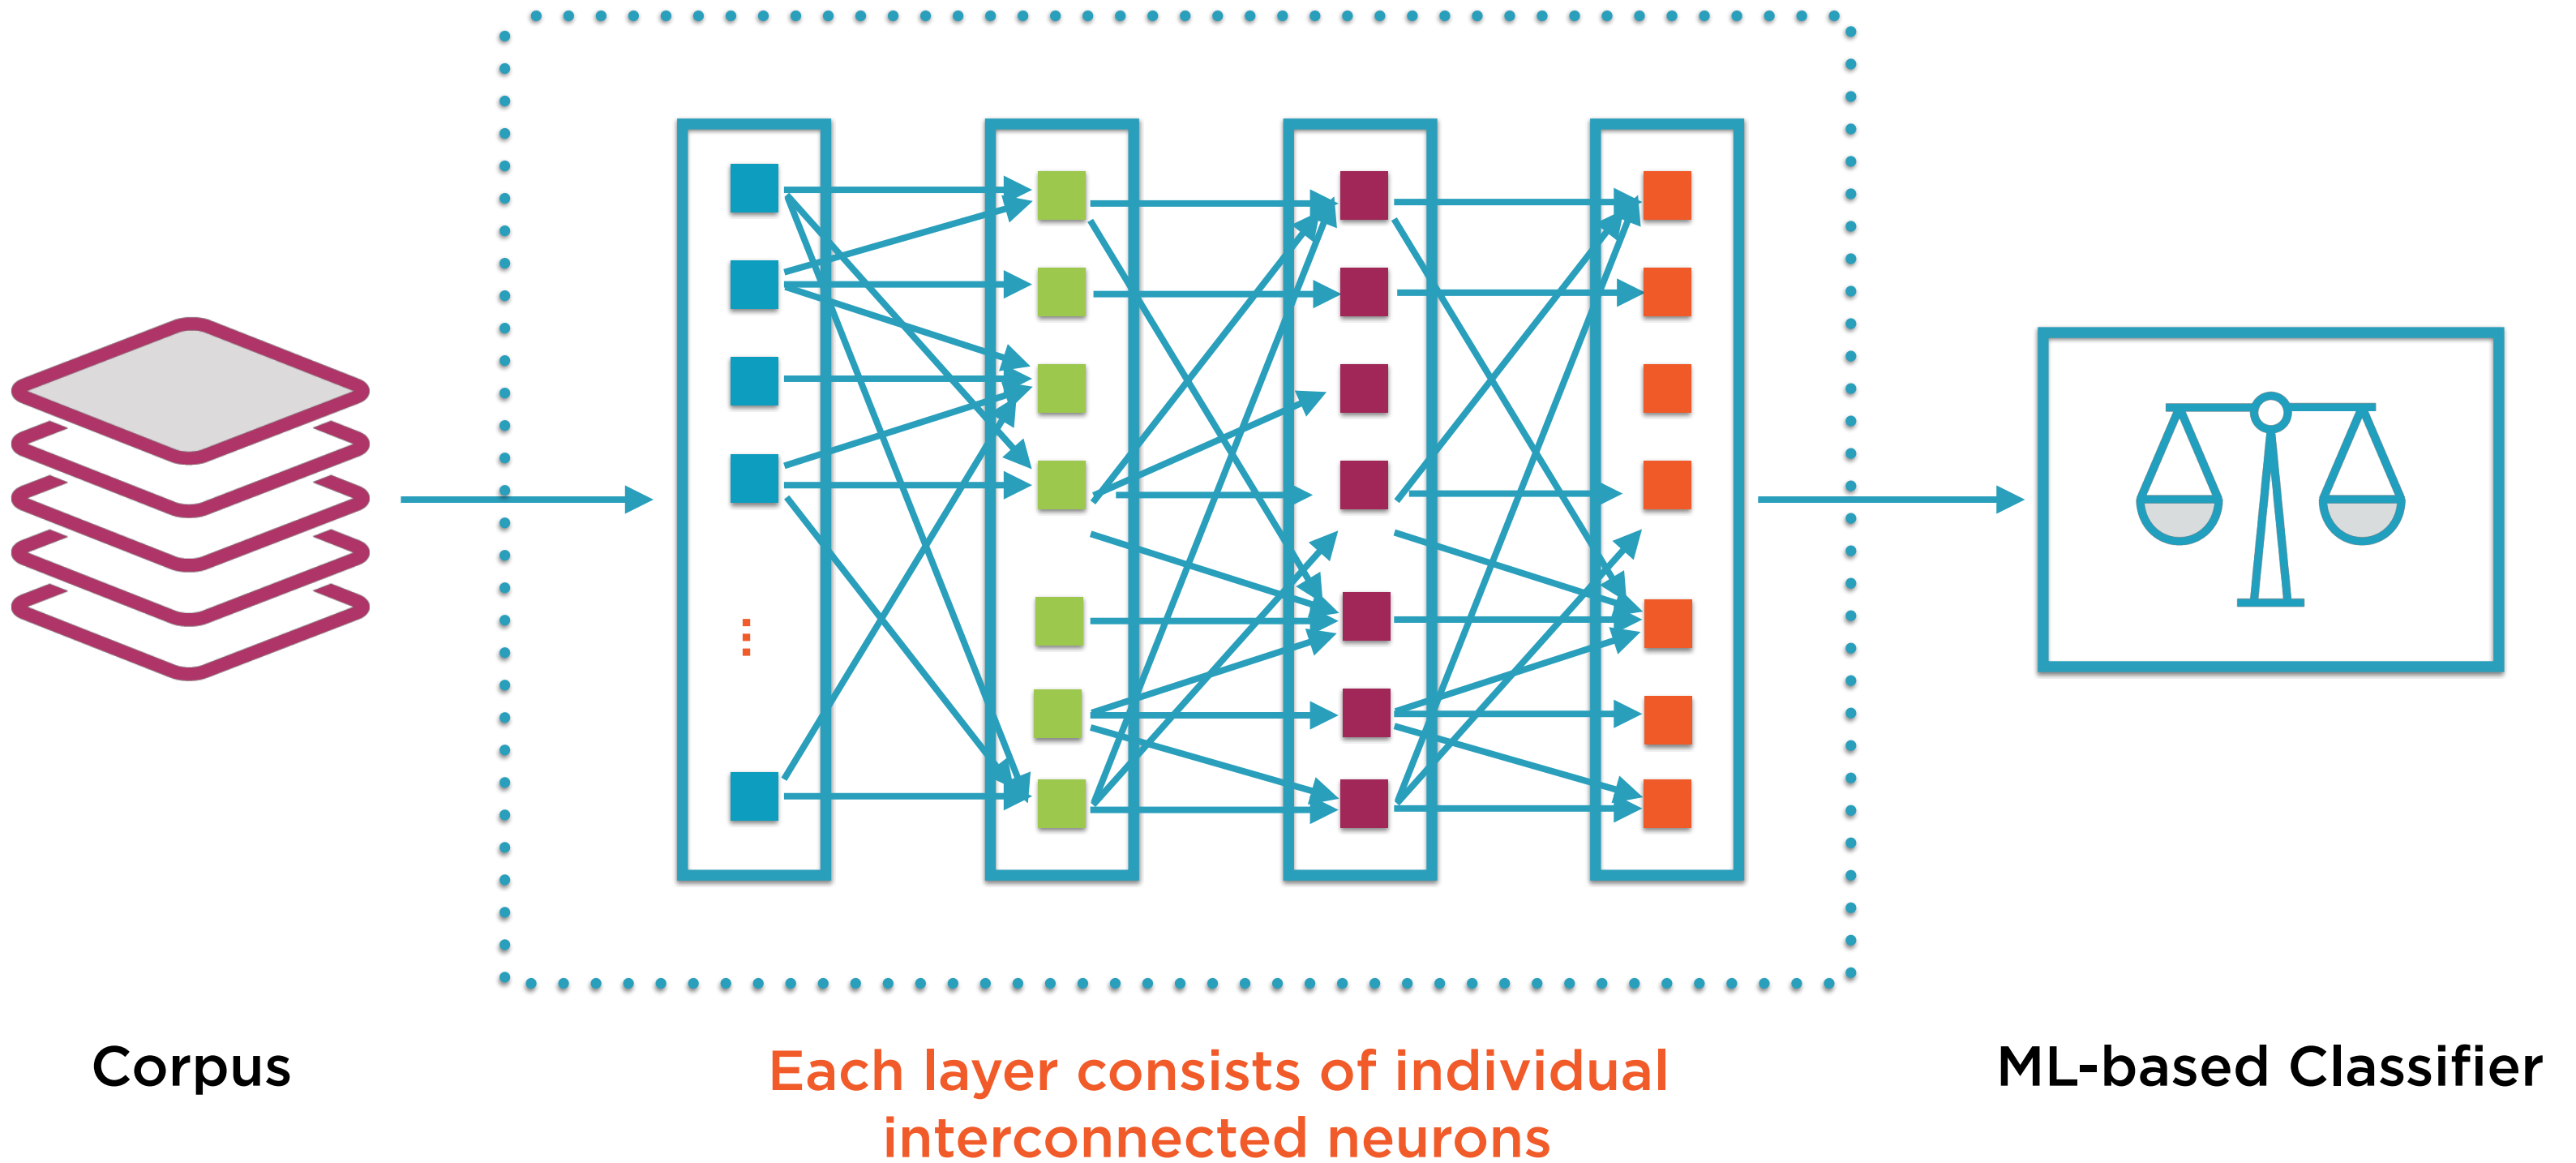 Corpus
Each layer consists of individual
interconnected neurons
ML-based Classifier